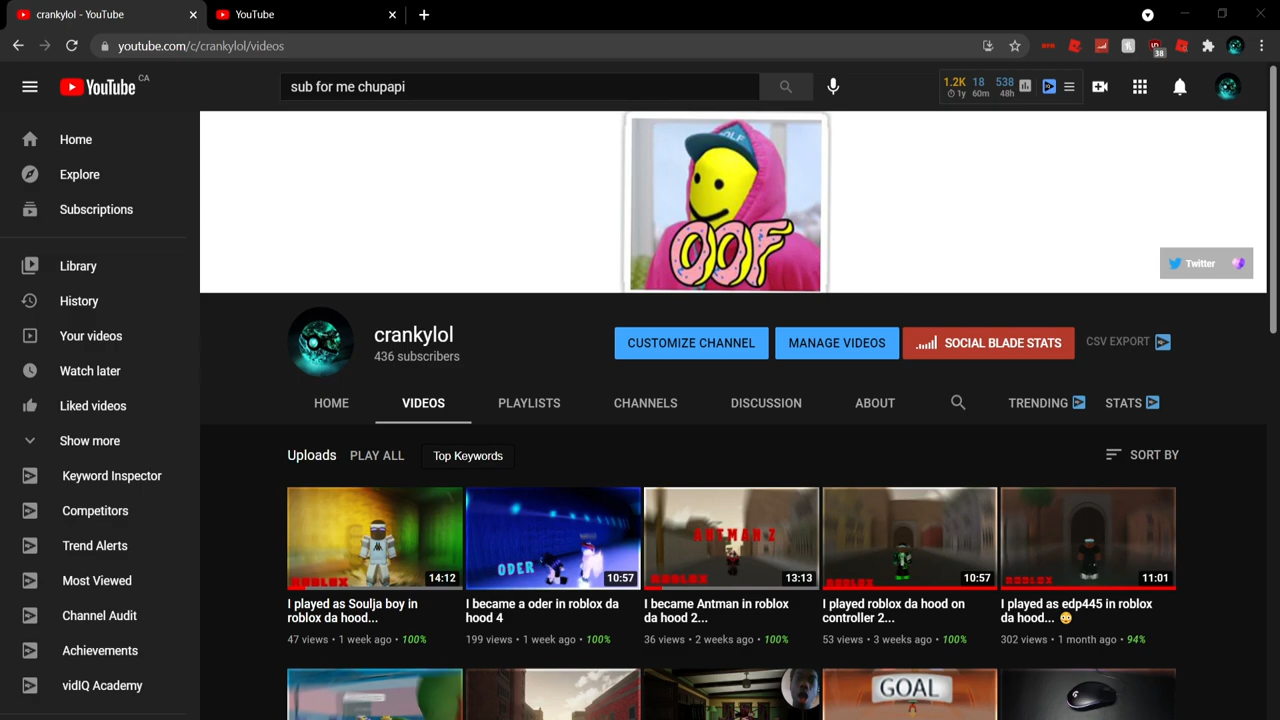 crankylol - YouTube
YouTube
youtube.com/c/crankylol/videos
38
YouTube CA
sub for me chupapi
1.2K 18 538
1y 60m 48h
Home
Explore
Subscriptions
Library
History
Your videos
Watch later
Liked videos
Show more
Keyword Inspector
Competitors
Trend Alerts
Most Viewed
Channel Audit
Achievements
vidIQ Academy
GOLF
OOF
Twitter
crankylol
436 subscribers
CUSTOMIZE CHANNEL
MANAGE VIDEOS
SOCIAL BLADE STATS
CSV EXPORT
HOME
VIDEOS
PLAYLISTS
CHANNELS
DISCUSSION
ABOUT
TRENDING
STATS
Uploads
PLAY ALL
Top Keywords
SORT BY
ROBLOX
14:12
I played as Soulja boy in
roblox da hood...
47 views • 1 week ago • 100%
ODER
10:57
I became a oder in roblox da
hood 4
199 views • 1 week ago • 100%
ANTMAN 2
ROBLOX
13:13
I became Antman in roblox
da hood 2...
36 views • 2 weeks ago • 100%
ROBLOX
10:57
I played roblox da hood on
controller 2...
53 views • 3 weeks ago • 100%
ROBLOX
11:01
I played as edp445 in roblox
da hood... 😳
302 views • 1 month ago • 94%
GOAL